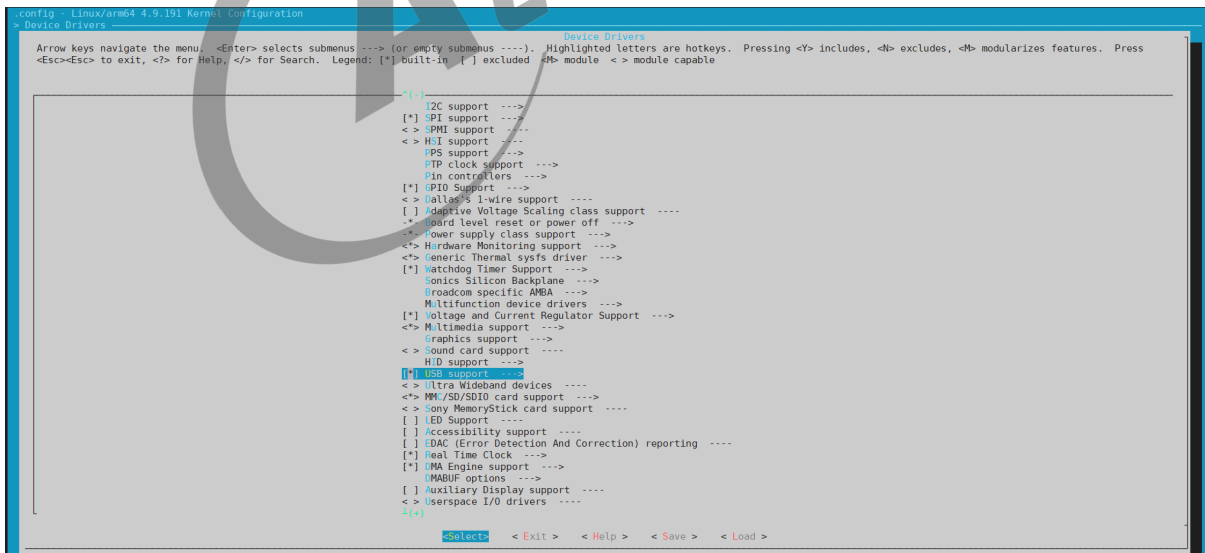 .config - Linux/arm64 4.9.191 Kernel Configuration
> Device Drivers
Device Drivers
Arrow keys navigate the menu. <Enter> selects submenus ---> (or empty submenus ----). Highlighted letters are hotkeys. Pressing <Y> includes, <N> excludes, <M> modularizes features. Press
<Esc><Esc> to exit, <?> for Help, </> for Search. Legend: [*] built-in [ ] excluded <M> module < > module capable
^(-)
I2C support --->
[*] SPI support --->
< > SPMI support ----
< > HSI support ----
PPS support --->
PTP clock support --->
Pin controllers --->
[*] GPIO Support --->
< > Dallas's 1-wire support ----
[ ] Adaptive Voltage Scaling class support ----
-*- Board level reset or power off --->
-*- Power supply class support --->
<*> Hardware Monitoring support --->
<*> Generic Thermal sysfs driver --->
[*] Watchdog Timer Support --->
Sonics Silicon Backplane --->
Broadcom specific AMBA --->
Multifunction device drivers --->
[*] Voltage and Current Regulator Support --->
<*> Multimedia support --->
Graphics support --->
< > Sound card support ----
HID support --->
[*] USB support --->
< > Ultra Wideband devices ----
<*> MMC/SD/SDIO card support --->
< > Sony MemoryStick card support ----
[ ] LED Support ----
[ ] Accessibility support ----
[ ] EDAC (Error Detection And Correction) reporting ----
[*] Real Time Clock --->
[*] DMA Engine support --->
DMABUF options --->
[ ] Auxiliary Display support ----
< > Userspace I/O drivers ----
┴(+)
<Select> < Exit > < Help > < Save > < Load >